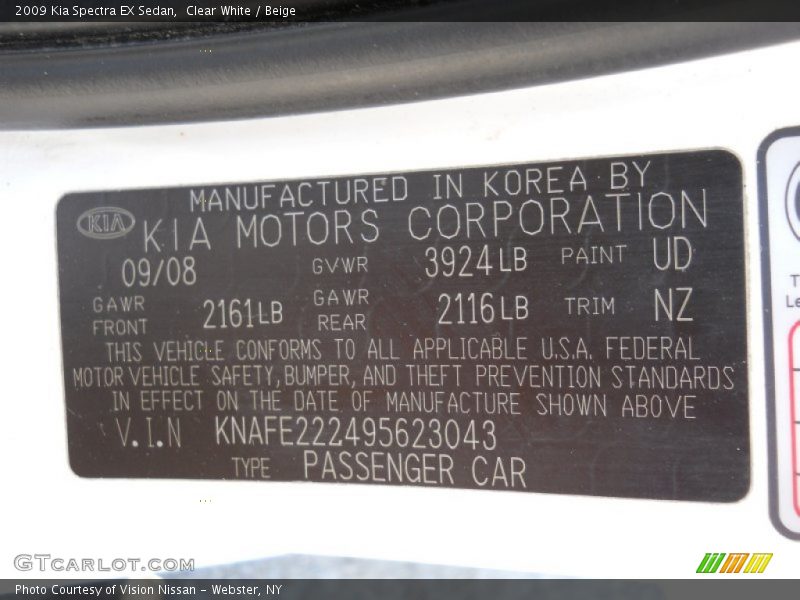 2009 Kia Spectra EX Sedan, Clear White / Beige
MANUFACTURED IN KOREA BY
KIA KIA MOTORS CORPORATION
09/08 GVWR 3924LB PAINT UD
GAWR FRONT 2161LB GAWR REAR 2116LB TRIM NZ
THIS VEHICLE CONFORMS TO ALL APPLICABLE U.S.A. FEDERAL
MOTOR VEHICLE SAFETY, BUMPER, AND THEFT PREVENTION STANDARDS
IN EFFECT ON THE DATE OF MANUFACTURE SHOWN ABOVE
V.I.N KNAFE222495623043
TYPE PASSENGER CAR
GTCARLOT.COM
Photo Courtesy of Vision Nissan - Webster, NY